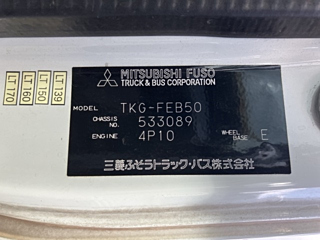 LT170
LT160
LT150
LT139
MITSUBISHI FUSO
TRUCK & BUS CORPORATION
MODEL TKG-FEB50
CHASSIS NO. 533089
ENGINE 4P10 WHEEL BASE E
三菱ふそうトラック・バス株式会社